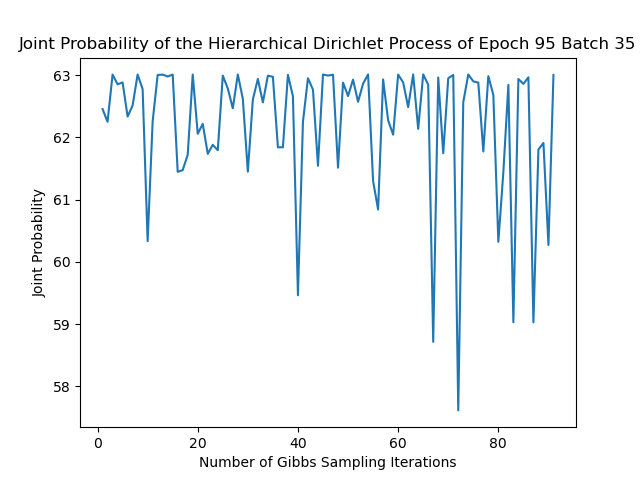 Joint Probability of the Hierarchical Dirichlet Process of Epoch 95 Batch 35
63
62
61
60
59
58
Joint Probability
0 20 40 60 80
Number of Gibbs Sampling Iterations